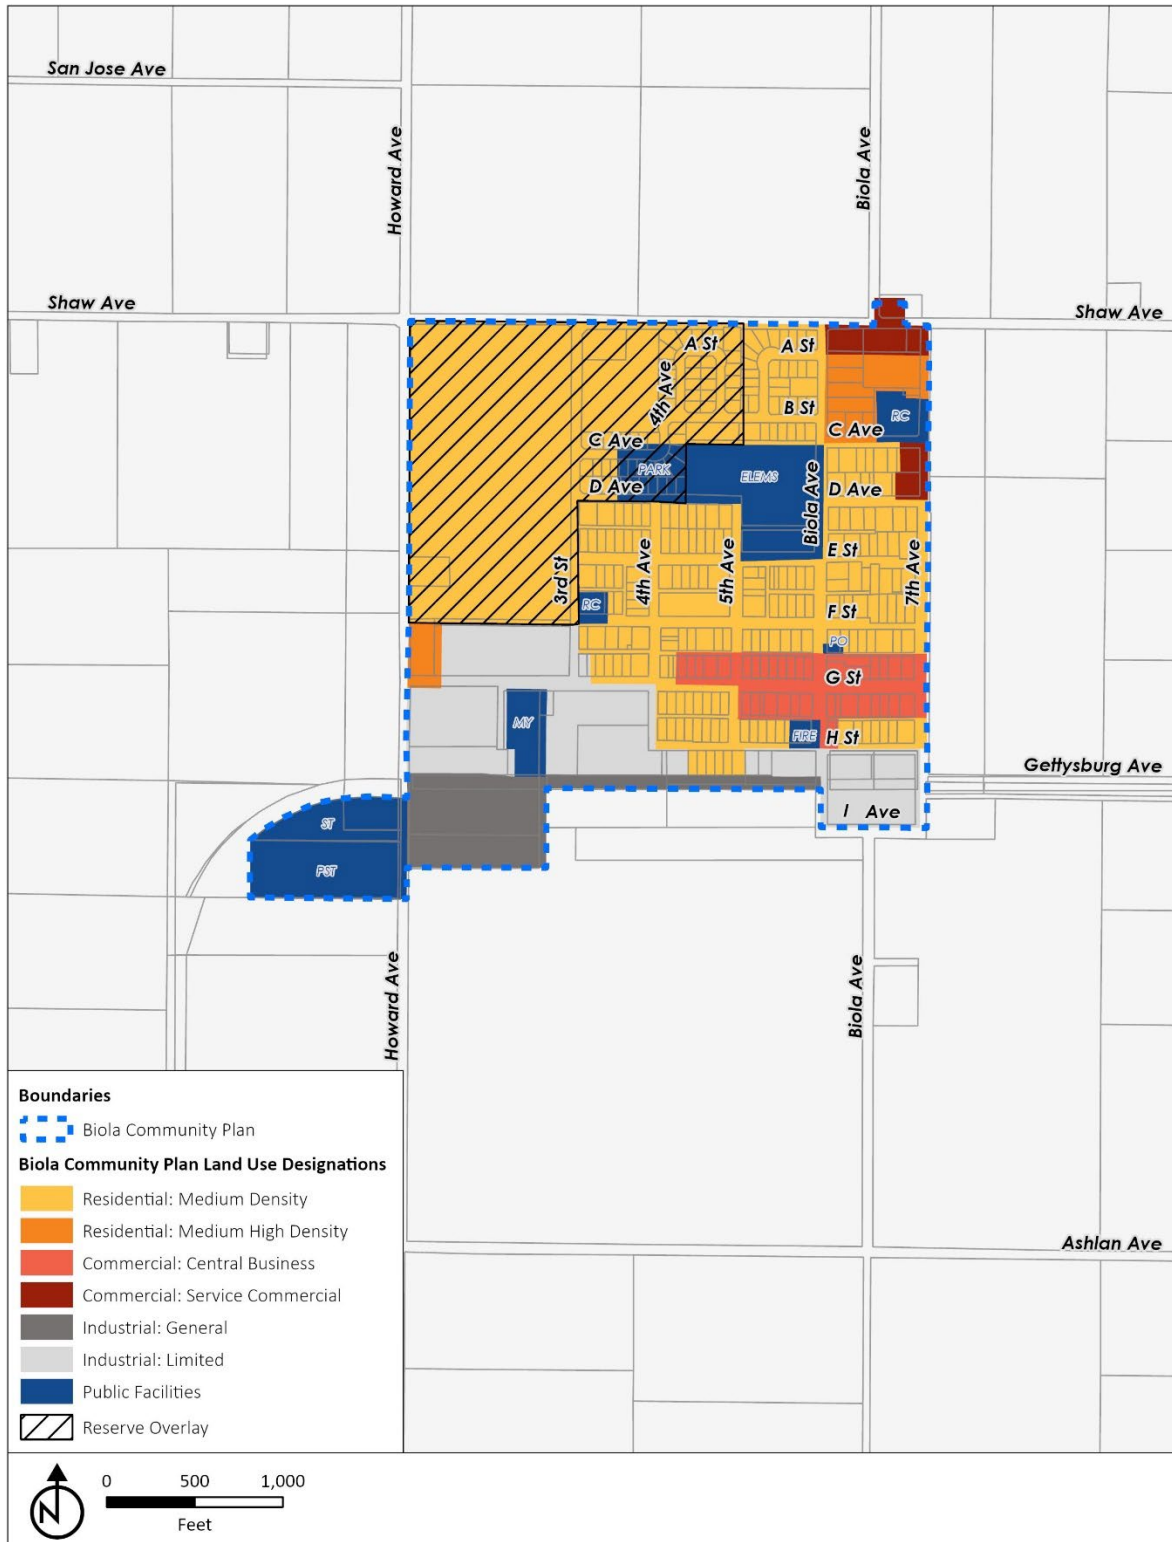 San Jose Ave
Howard Ave
Biola Ave
Shaw Ave
Shaw Ave
A St
A St
4th Ave
B St
RC
C Ave
C Ave
PARK
ELEMS
D Ave
D Ave
Biola Ave
E St
3rd St
4th Ave
5th Ave
7th Ave
RC
F St
PO
G St
MY
FIRE
H St
Gettysburg Ave
I Ave
ST
PST
Howard Ave
Biola Ave
Ashlan Ave
Boundaries
Biola Community Plan
Biola Community Plan Land Use Designations
Residential: Medium Density
Residential: Medium High Density
Commercial: Central Business
Commercial: Service Commercial
Industrial: General
Industrial: Limited
Public Facilities
Reserve Overlay
N
0 500 1,000
Feet